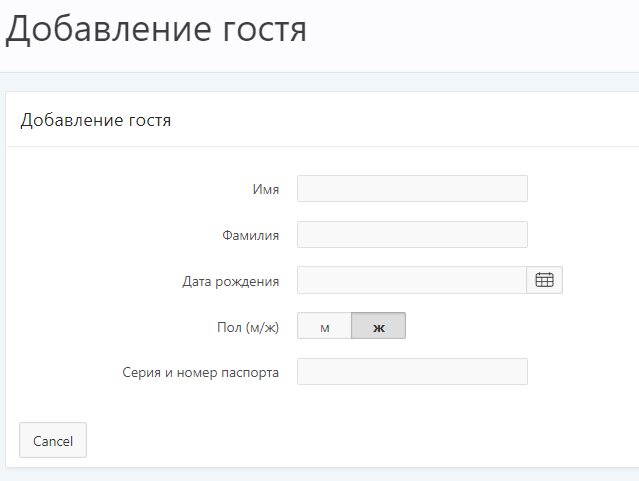 Добавление гостя
Добавление гостя
Имя
Фамилия
Дата рождения
Пол (м/ж) м ж
Серия и номер паспорта
Cancel